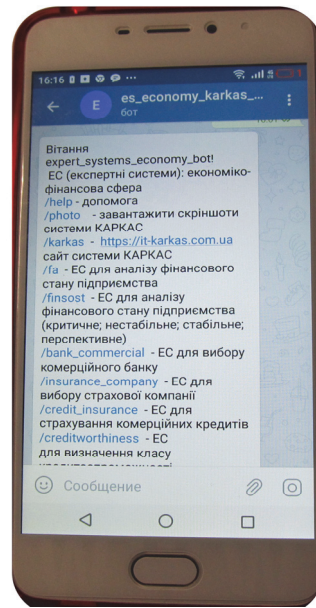 16:16
E
es_economy_karkas_...
бот
Вітання
expert_systems_economy_bot!
ЕС (експертні системи): економіко-
фінансова сфера
/help - допомога
/photo - завантажити скріншоти
системи КАРКАС
/karkas - https://it-karkas.com.ua
сайт системи КАРКАС
/fa - ЕС для аналізу фінансового
стану підприємства
/finsost - ЕС для аналізу
фінансового стану підприємства
(критичне; нестабільне; стабільне;
перспективне)
/bank_commercial - ЕС для вибору
комерційного банку
/insurance_company - ЕС для
вибору страхової компанії
/credit_insurance - ЕС для
страхування комерційних кредитів
/creditworthiness - ЕС
для визначення класу
Сообщение